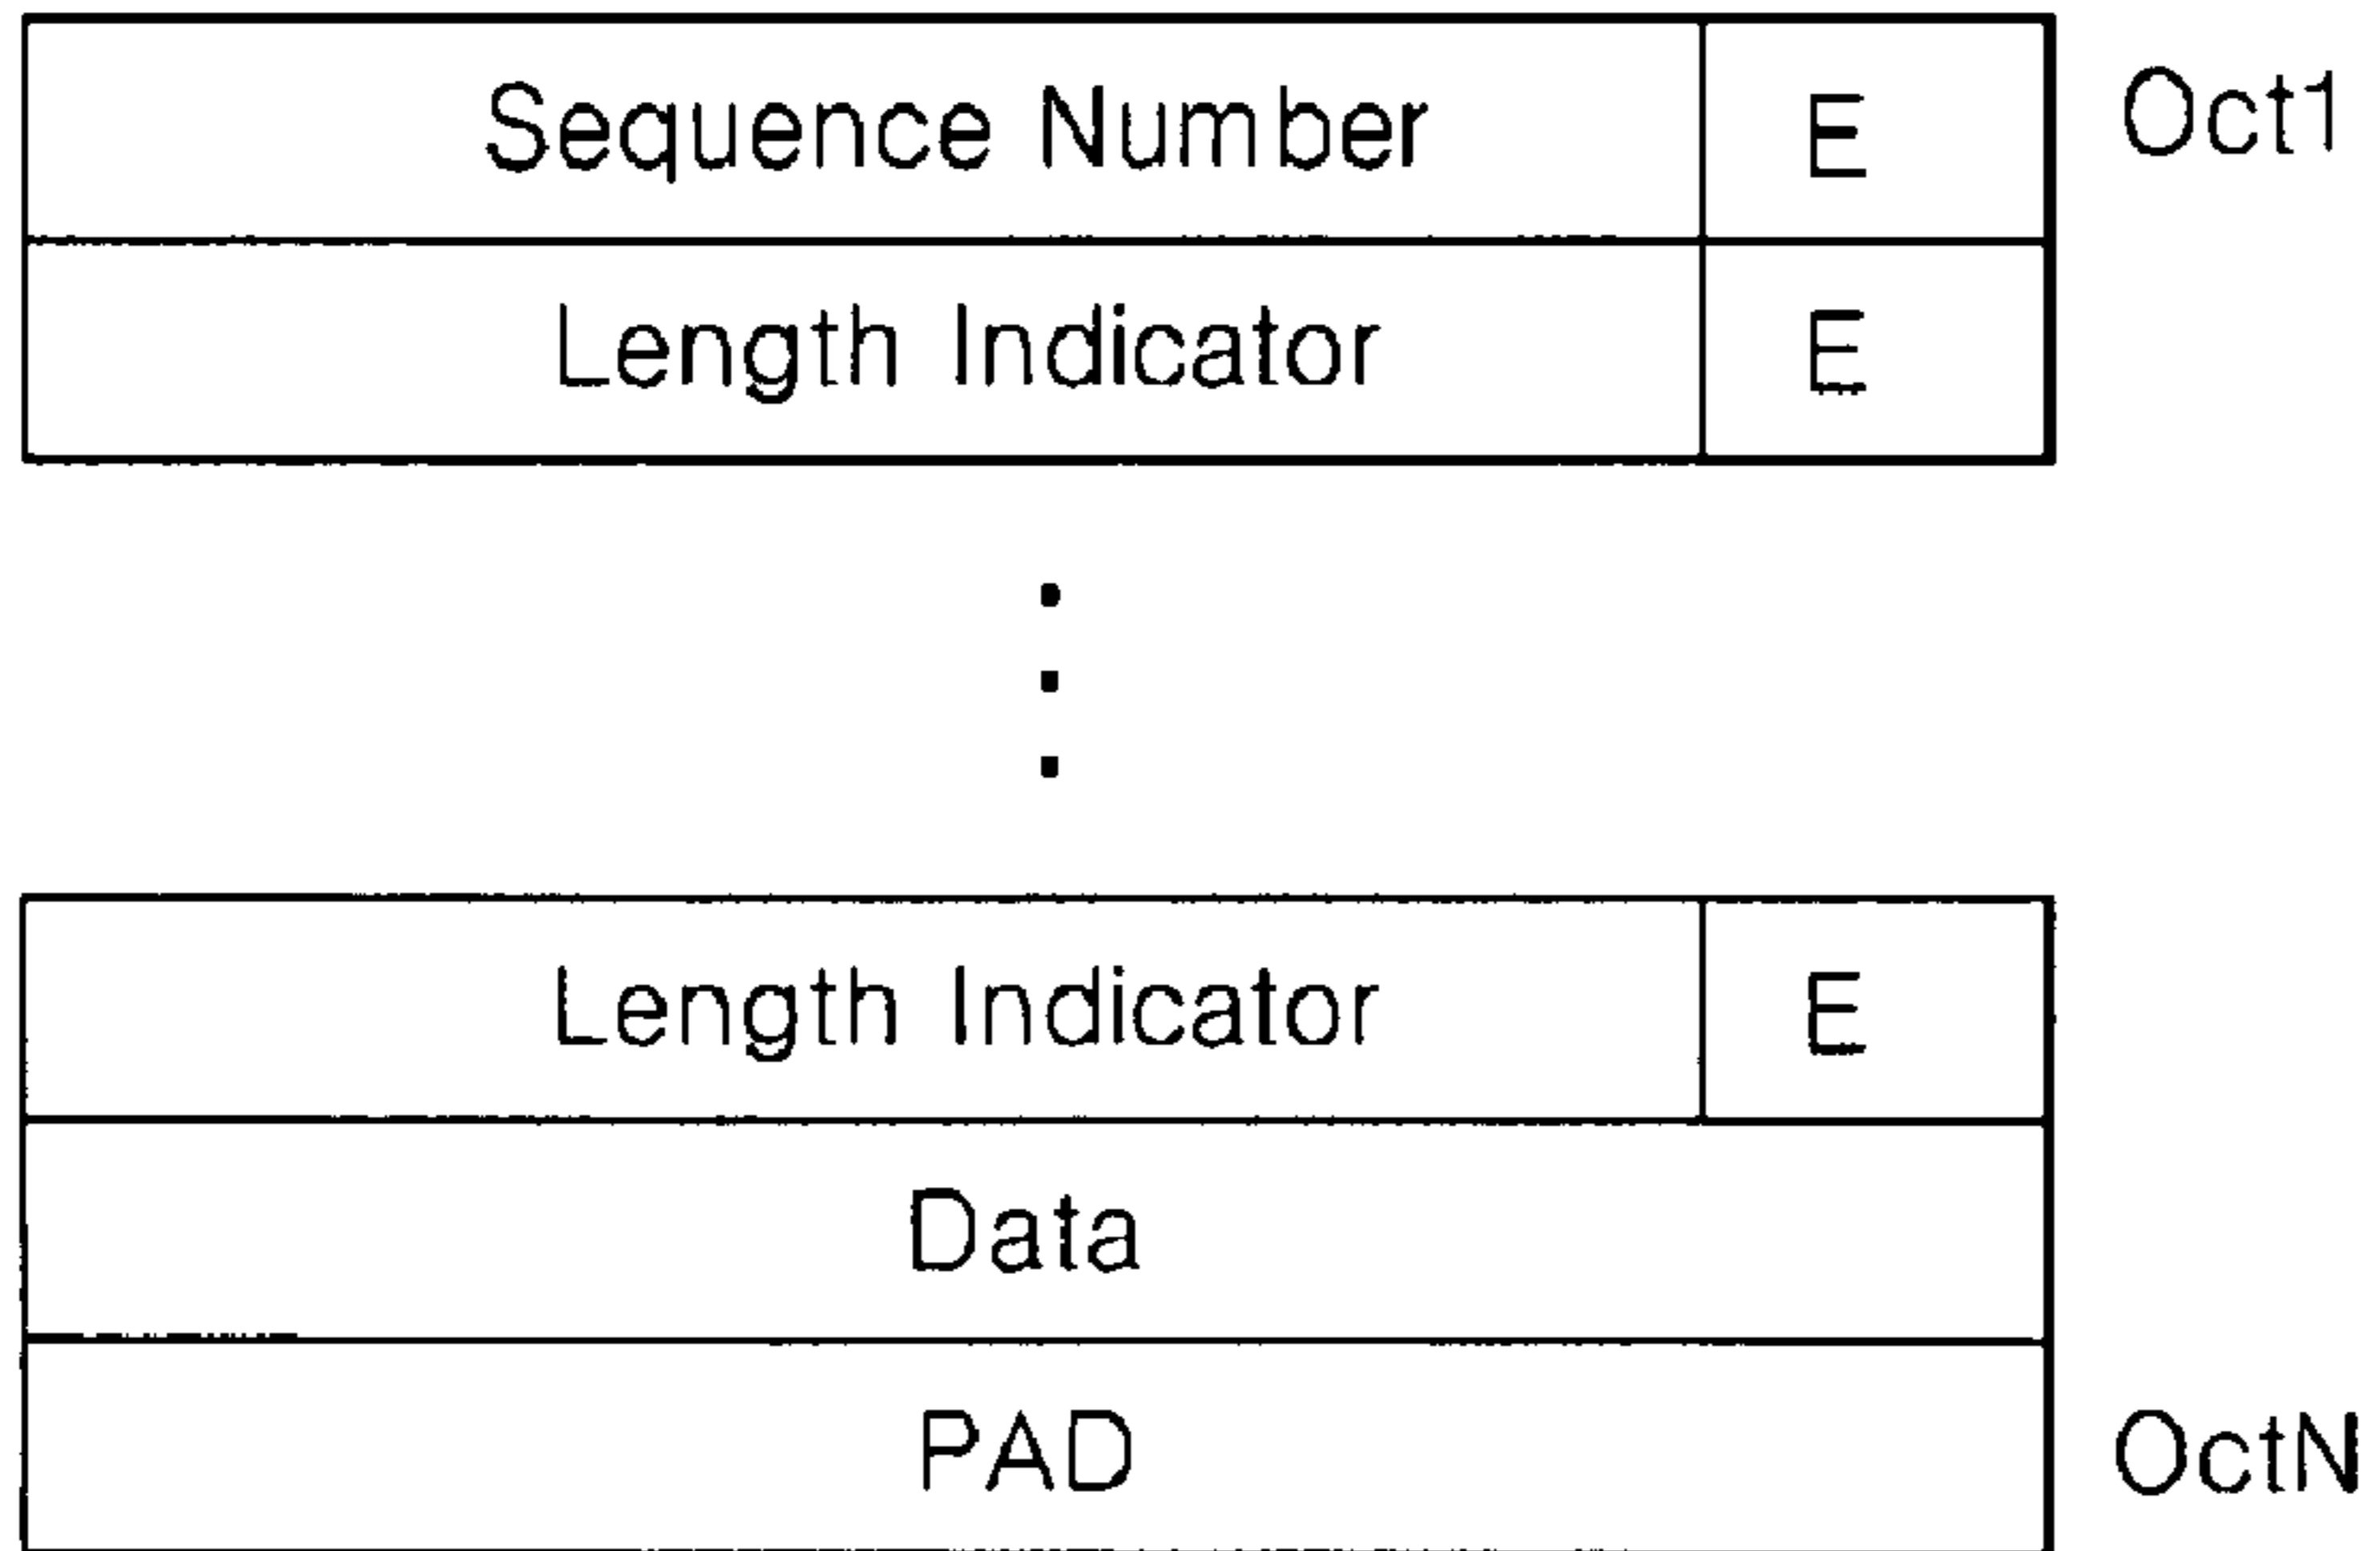 Sequence Number E Oct1
Length Indicator E
Length Indicator E
Data
PAD OctN